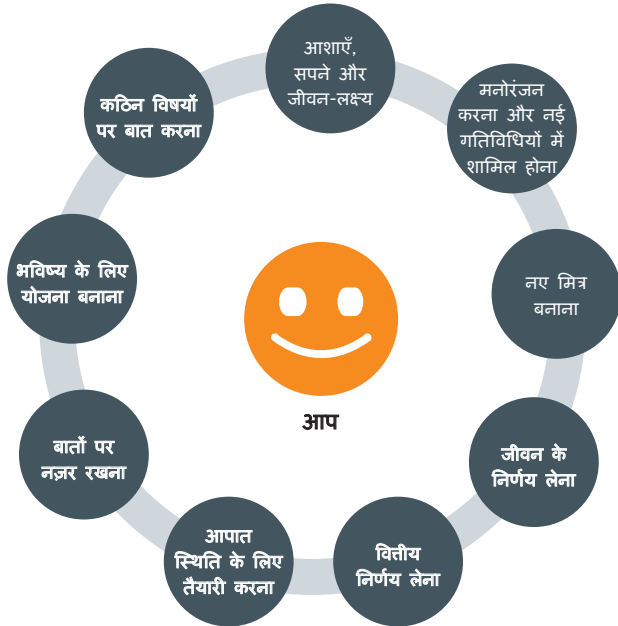 आशाएँ,
सपने और
जीवन-लक्ष्य
मनोरंजन
करना और नई
गतिविधियों में
शामिल होना
नए मित्र
बनाना
जीवन के
निर्णय लेना
वित्तीय
निर्णय लेना
आपात
स्थिति के लिए
तैयारी करना
बातों पर
नज़र रखना
भविष्य के लिए
योजना बनाना
कठिन विषयों
पर बात करना
आप